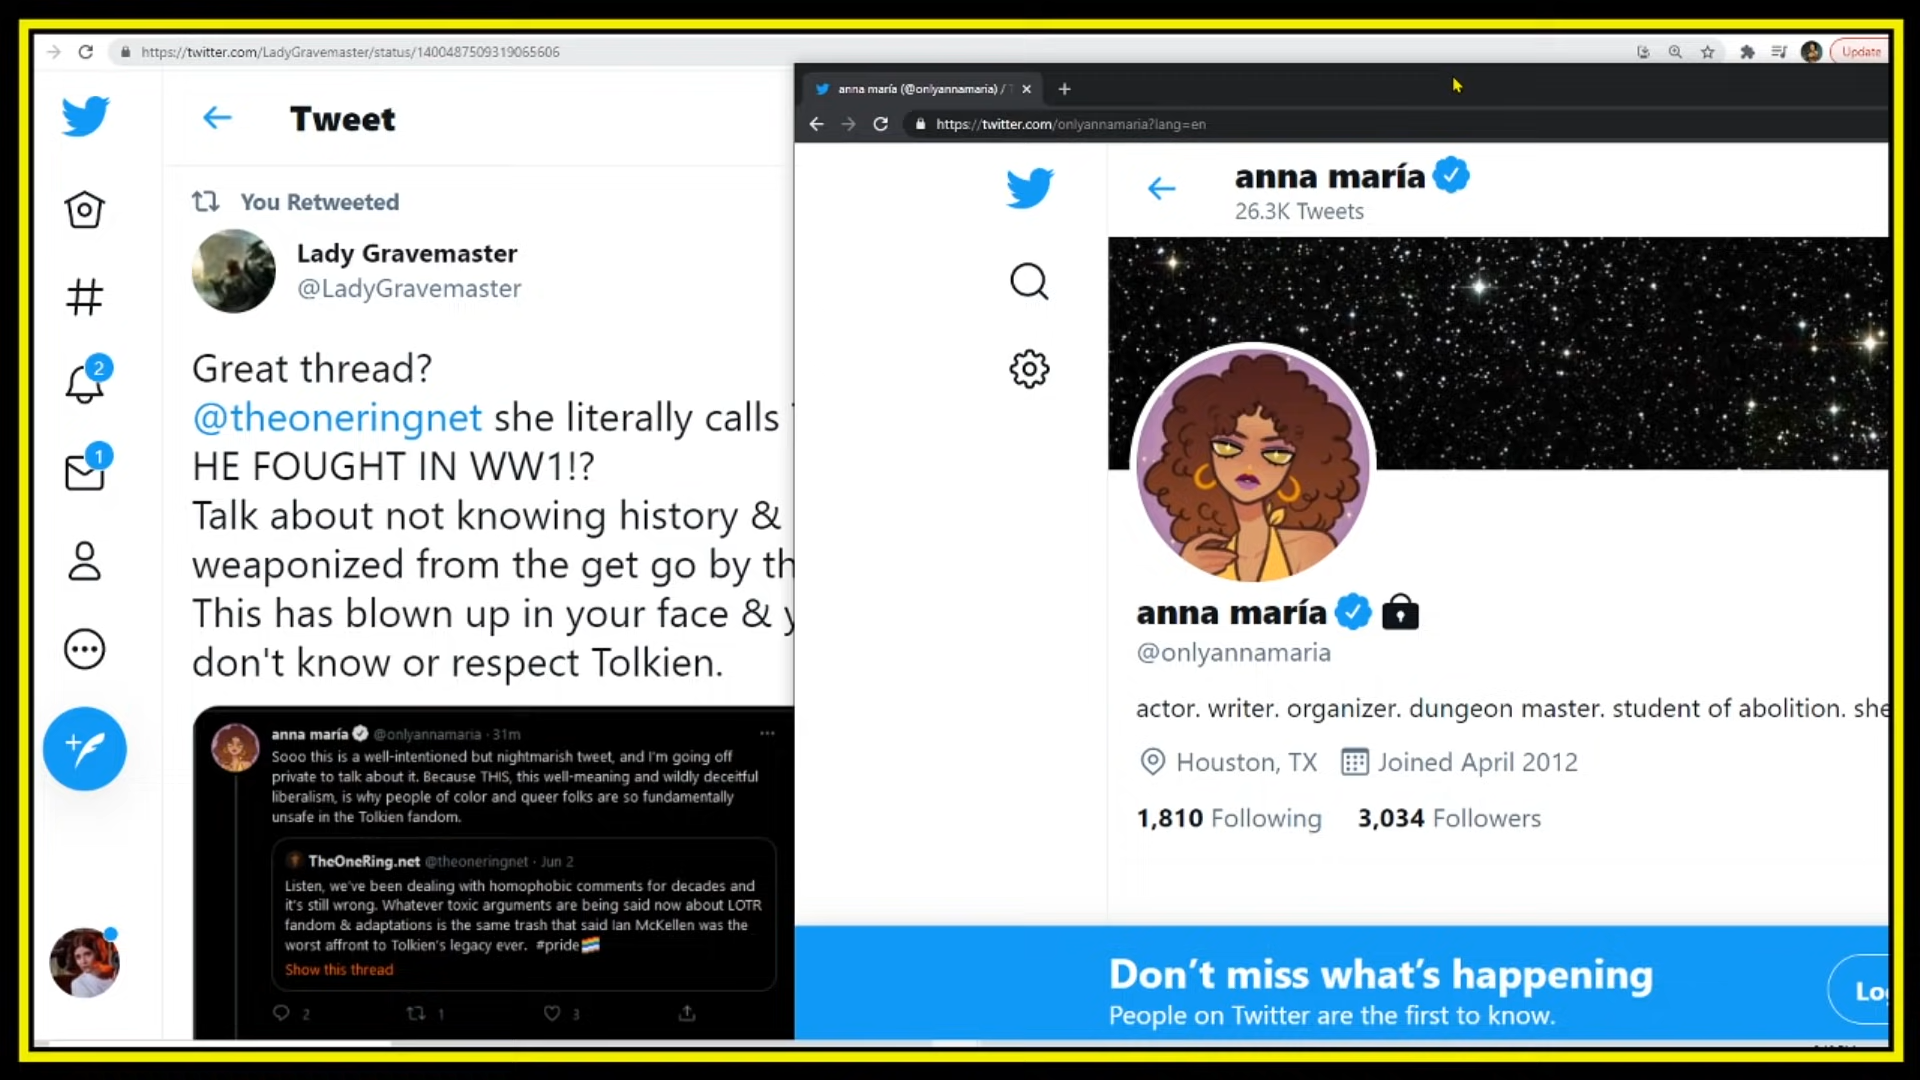 https://twitter.com/LadyGravemaster/status/1400487509319065606
Update
Tweet
You Retweeted
Lady Gravemaster
@LadyGravemaster
Great thread?
@theoneringnet she literally calls
HE FOUGHT IN WW1!?
Talk about not knowing history &
weaponized from the get go by th
This has blown up in your face & y
don't know or respect Tolkien.
2
1
anna maría @onlyannamaria · 31m
Sooo this is a well-intentioned but nightmarish tweet, and I'm going off
private to talk about it. Because THIS, this well-meaning and wildly deceitful
liberalism, is why people of color and queer folks are so fundamentally
unsafe in the Tolkien fandom.
TheOneRing.net @theoneringnet · Jun 2
Listen, we've been dealing with homophobic comments for decades and
it's still wrong. Whatever toxic arguments are being said now about LOTR
fandom & adaptations is the same trash that said Ian McKellen was the
worst affront to Tolkien's legacy ever. #pride
Show this thread
2 1 3
anna maría (@onlyannamaria) /
https://twitter.com/onlyannamaria?lang=en
anna maría
26.3K Tweets
anna maría
@onlyannamaria
actor. writer. organizer. dungeon master. student of abolition. she
Houston, TX Joined April 2012
1,810 Following 3,034 Followers
Don't miss what's happening
People on Twitter are the first to know.
Lo